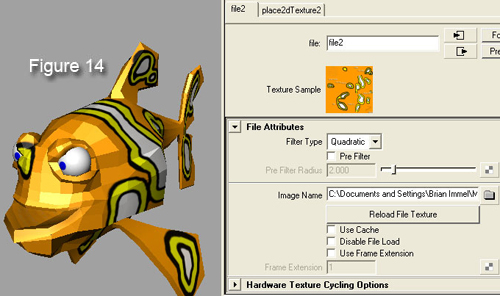 Figure 14
file2
place2dTexture2
file: file2
Texture Sample
File Attributes
Filter Type Quadratic
Pre Filter
Pre Filter Radius 2.000
Image Name C:\Documents and Settings\Brian Immel\M
Reload File Texture
Use Cache
Disable File Load
Use Frame Extension
Frame Extension 1
Hardware Texture Cycling Options